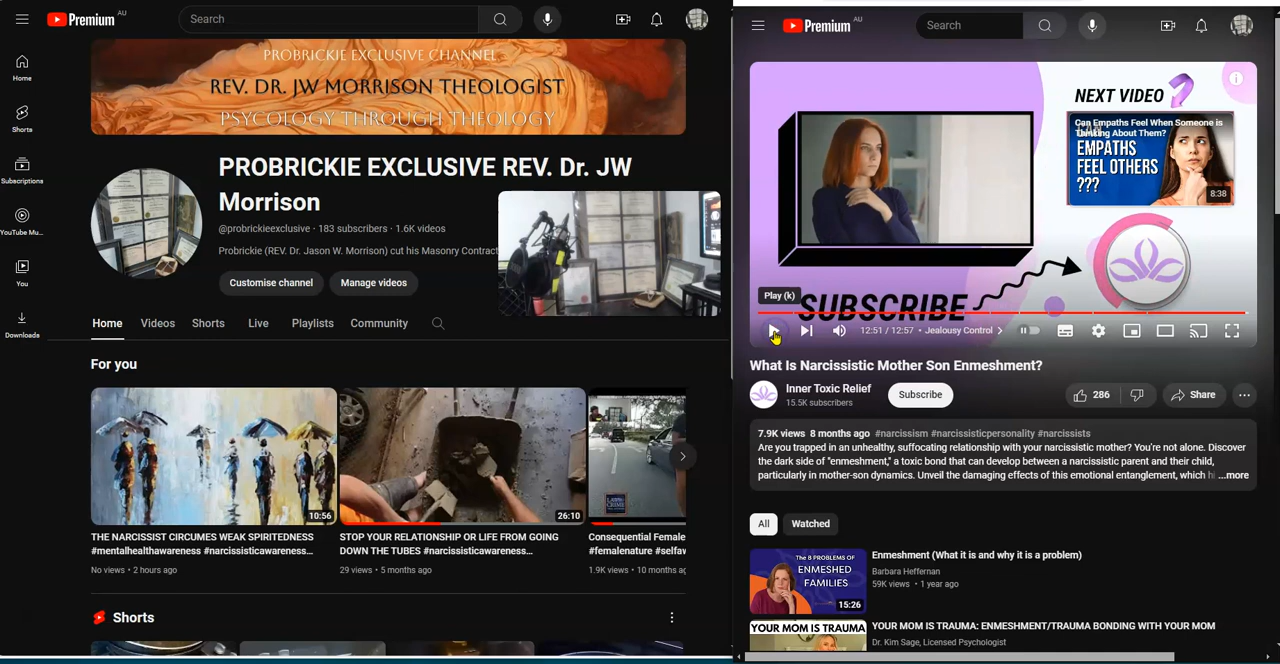 Premium AU
Search
Home
Shorts
Subscriptions
YouTube Mu...
You
Downloads
PROBRICKIE EXCLUSIVE CHANNEL
REV. DR. JW MORRISON THEOLOGIST
PSYCOLOGY THROUGH THEOLOGY
PROBRICKIE EXCLUSIVE REV. Dr. JW
Morrison
@probrickieexclusive · 183 subscribers · 1.6K videos
Probrickie (REV. Dr. Jason W. Morrison) cut his Masonry Contract
Customise channel
Manage videos
Home
Videos
Shorts
Live
Playlists
Community
For you
10:56
26:10
THE NARCISSIST CIRCUMES WEAK SPIRITEDNESS
#mentalhealthawareness #narcissisticawareness...
No views · 2 hours ago
STOP YOUR RELATIONSHIP OR LIFE FROM GOING
DOWN THE TUBES #narcissisticawareness...
29 views · 5 months ago
Consequential Female
#femalenature #selfaw
1.9K views · 10 months ag
Shorts
Premium AU
Search
NEXT VIDEO
Can Empaths Feel When Someone is
Thinking About Them?
EMPATHS
FEEL OTHERS
???
8:38
Play (k)
SUBSCRIBE
12:51 / 12:57 • Jealousy Control
What Is Narcissistic Mother Son Enmeshment?
Inner Toxic Relief
15.5K subscribers
Subscribe
286
Share
7.9K views 8 months ago #narcissism #narcissisticpersonality #narcissists
Are you trapped in an unhealthy, suffocating relationship with your narcissistic mother? You're not alone. Discover
the dark side of "enmeshment," a toxic bond that can develop between a narcissistic parent and their child,
particularly in mother-son dynamics. Unveil the damaging effects of this emotional entanglement, which hi ...more
All
Watched
The 8 PROBLEMS OF
ENMESHED
FAMILIES
15:26
Enmeshment (What it is and why it is a problem)
Barbara Heffernan
59K views · 1 year ago
YOUR MOM IS TRAUMA
YOUR MOM IS TRAUMA: ENMESHMENT/TRAUMA BONDING WITH YOUR MOM
Dr. Kim Sage, Licensed Psychologist